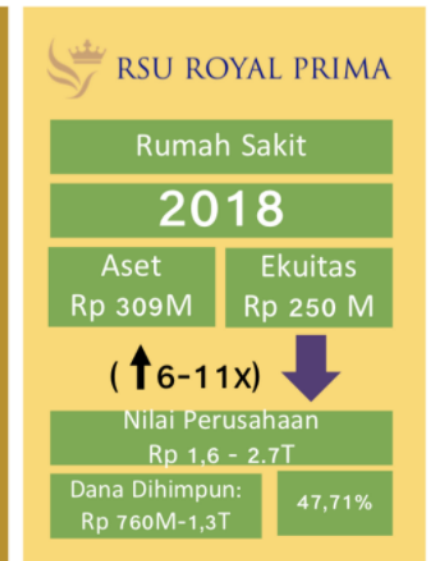 RSU ROYAL PRIMA
Rumah Sakit
2018
Aset
Rp 309M
Ekuitas
Rp 250 M
(↑6-11x)
Nilai Perusahaan
Rp 1,6 - 2.7T
Dana Dihimpun:
Rp 760M-1,3T
47,71%